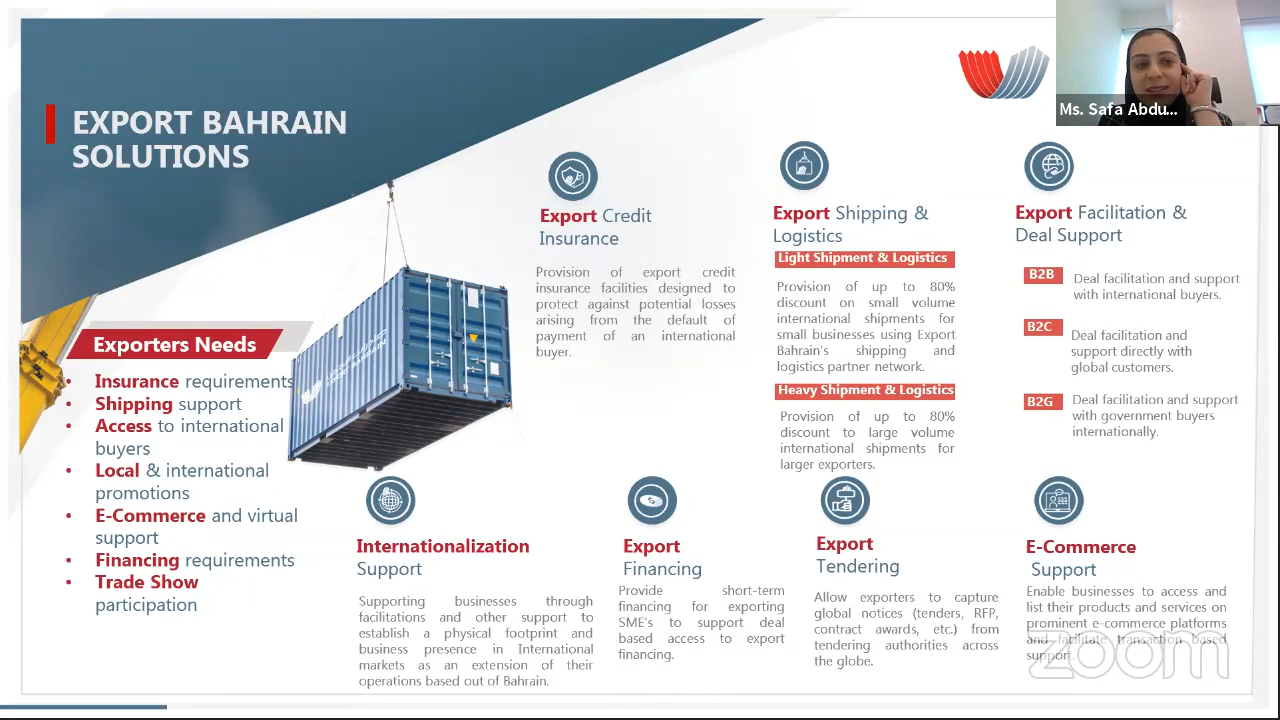 EXPORT BAHRAIN
SOLUTIONS
Ms. Safa Abdu...
Exporters Needs
• Insurance requirements
• Shipping support
• Access to international
buyers
• Local & international
promotions
• E-Commerce and virtual
support
• Financing requirements
• Trade Show
participation
EXPORT BAHRAIN
Export Credit
Insurance
Provision of export credit
insurance facilities designed to
protect against potential losses
arising from the default of
payment of an international
buyer.
Export Shipping &
Logistics
Light Shipment & Logistics
Provision of up to 80%
discount on small volume
international shipments for
small businesses using Export
Bahrain's shipping and
logistics partner network.
Heavy Shipment & Logistics
Provision of up to 80%
discount to large volume
international shipments for
larger exporters.
Export Facilitation &
Deal Support
B2B
Deal facilitation and support
with international buyers.
B2C
Deal facilitation and
support directly with
global customers.
B2G
Deal facilitation and support
with government buyers
internationally.
Internationalization
Support
Supporting businesses through
facilitations and other support to
establish a physical footprint and
business presence in International
markets as an extension of their
operations based out of Bahrain.
Export
Financing
Provide short-term
financing for exporting
SME's to support deal
based access to export
financing.
Export
Tendering
Allow exporters to capture
global notices (tenders, RFP,
contract awards, etc.) from
tendering authorities across
the globe.
E-Commerce
Support
Enable businesses to access and
list their products and services on
prominent e-commerce platforms
and facilitate transaction based
support.
zoom